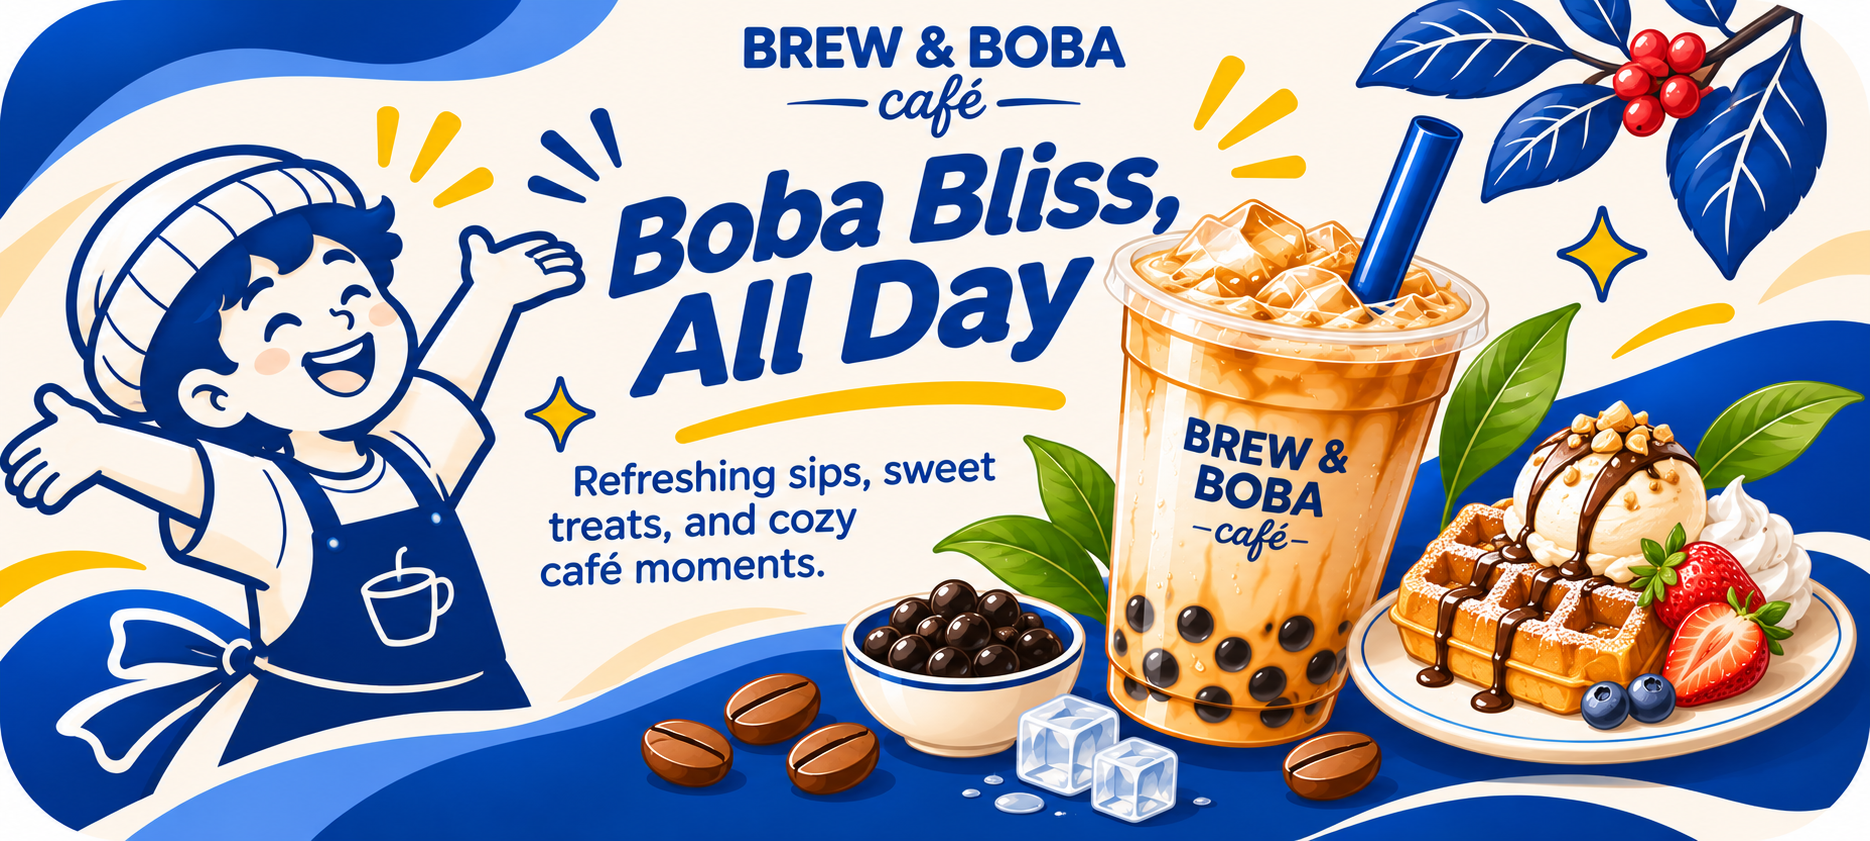 BREW & BOBA
café
Boba Bliss,
All Day
Refreshing sips, sweet
treats, and cozy
café moments.
BREW &
BOBA
café